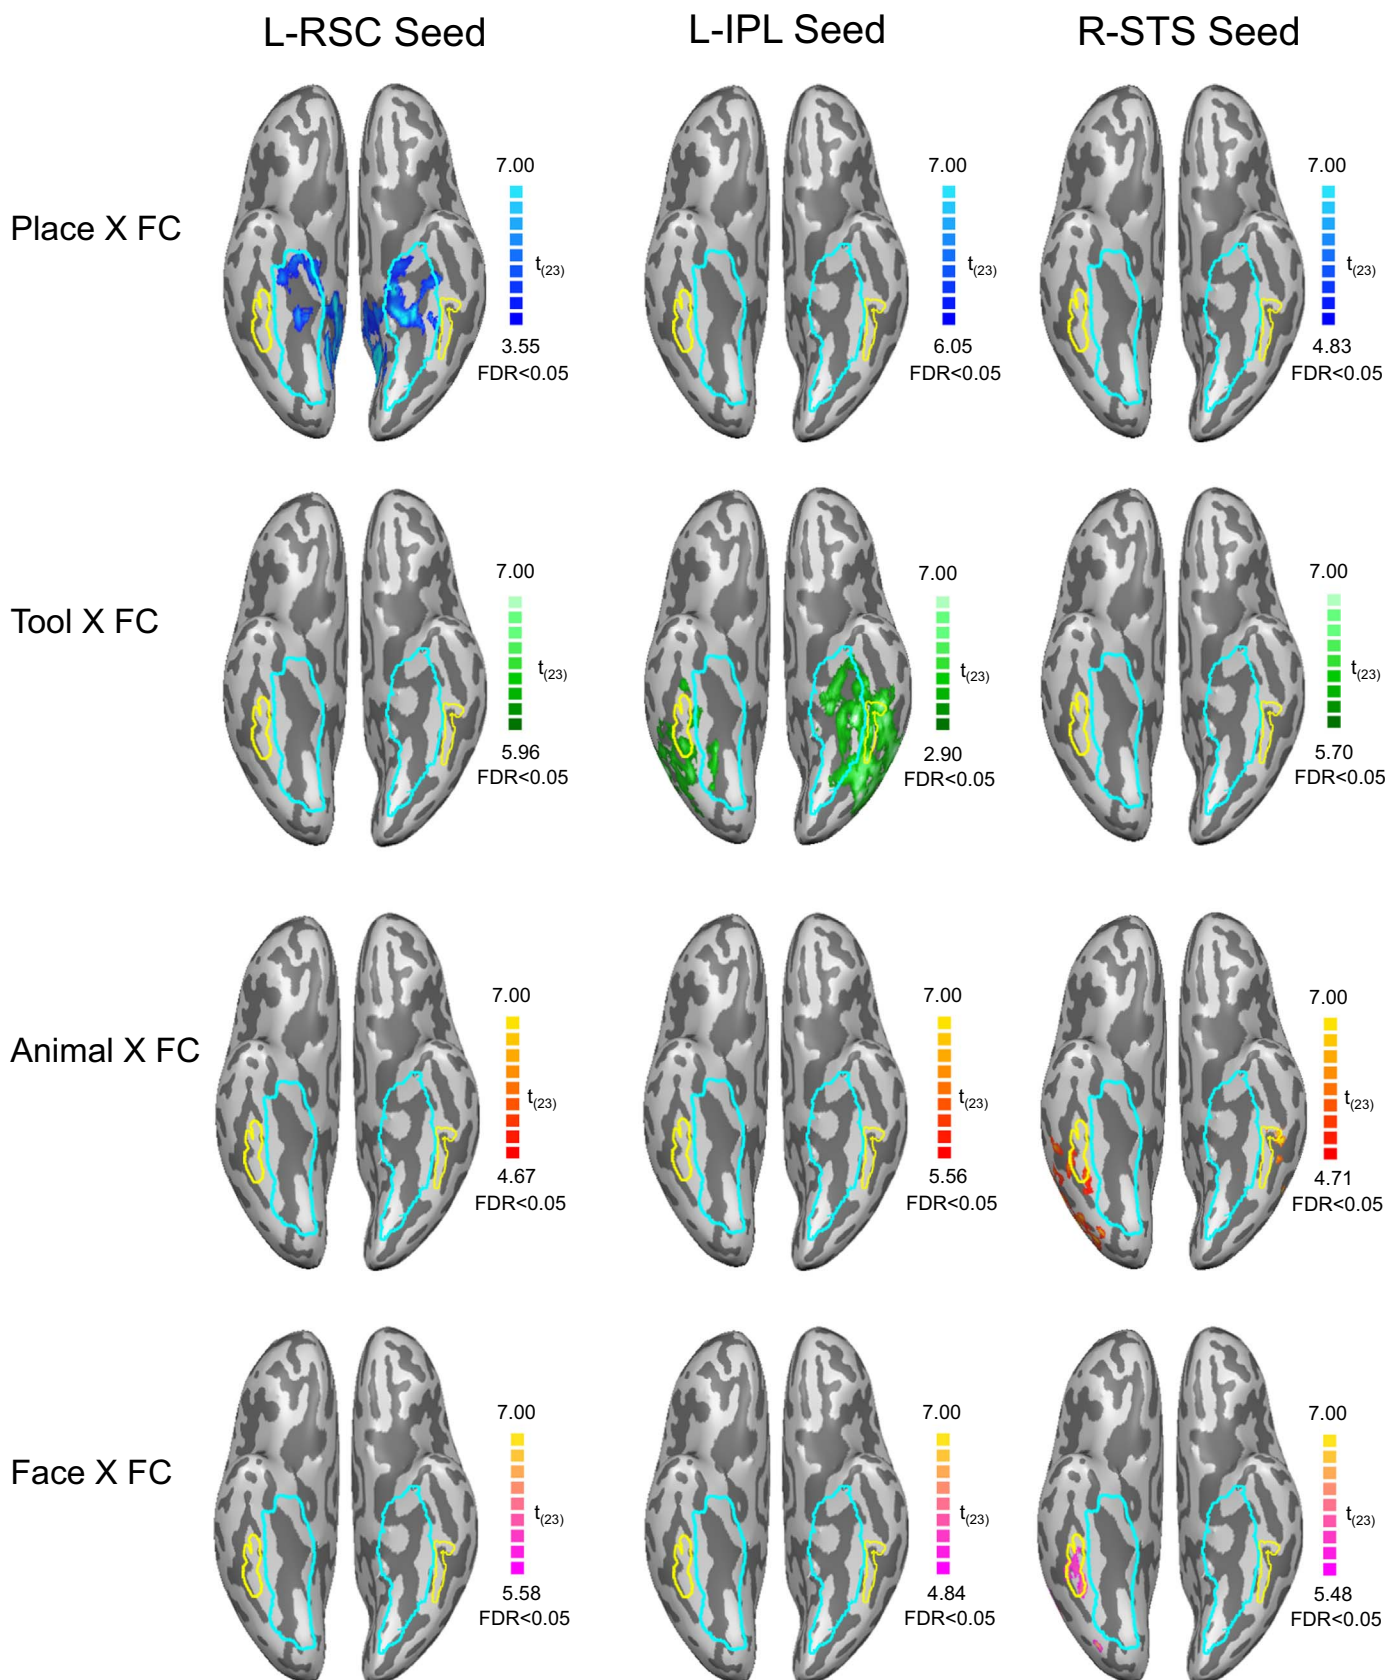 L-RSC Seed L-IPL Seed R-STS Seed
Place X FC
7.00 7.00 7.00
t(23) t(23) t(23)
3.55 6.05 4.83
FDR<0.05 FDR<0.05 FDR<0.05
Tool X FC
7.00 7.00 7.00
t(23) t(23) t(23)
5.96 2.90 5.70
FDR<0.05 FDR<0.05 FDR<0.05
Animal X FC
7.00 7.00 7.00
t(23) t(23) t(23)
4.67 5.56 4.71
FDR<0.05 FDR<0.05 FDR<0.05
Face X FC
7.00 7.00 7.00
t(23) t(23) t(23)
5.58 4.84 5.48
FDR<0.05 FDR<0.05 FDR<0.05